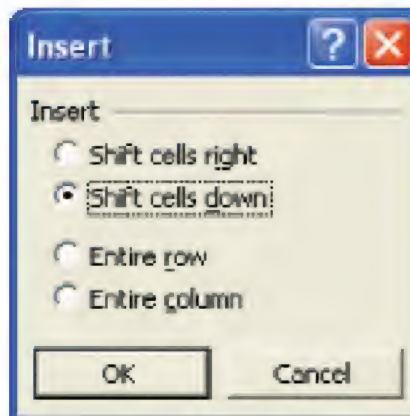 Insert
Insert
Shift cells right
Shift cells down
Entire row
Entire column
OK
Cancel